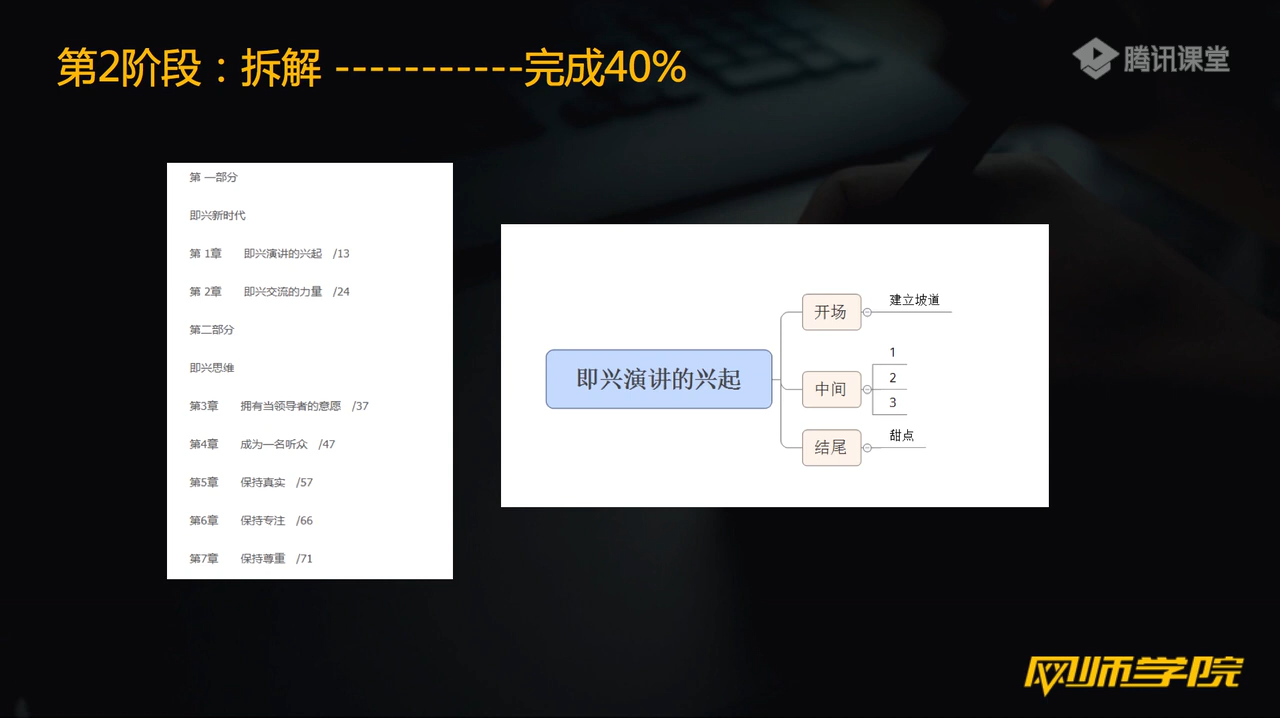 第2阶段：拆解 -----------完成40%
腾讯课堂
第 一部分
即兴新时代
第 1章 即兴演讲的兴起 /13
第 2章 即兴交流的力量 /24
第二部分
即兴思维
第3章 拥有当领导者的意愿 /37
第4章 成为一名听众 /47
第5章 保持真实 /57
第6章 保持专注 /66
第7章 保持尊重 /71
即兴演讲的兴起
开场
建立坡道
中间
1
2
3
结尾
甜点
网师学院